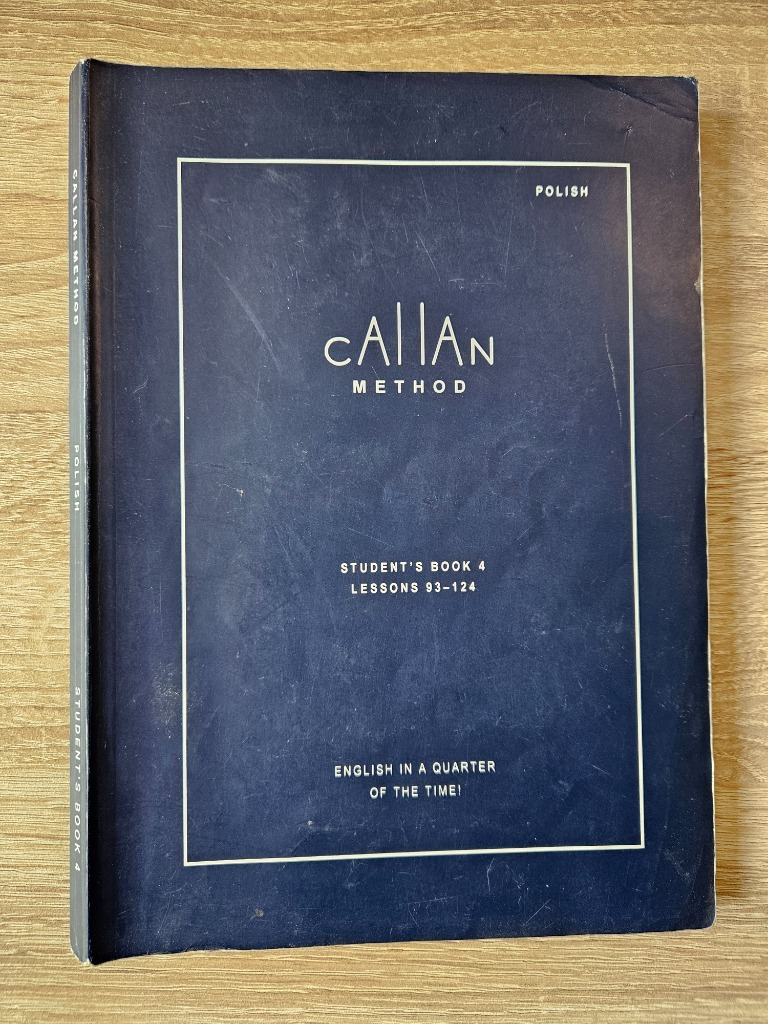 POLISH
CAllAN
METHOD
STUDENT'S BOOK 4
LESSONS 93–124
ENGLISH IN A QUARTER
OF THE TIME!
CALLAN METHOD
POLISH
STUDENT'S BOOK 4